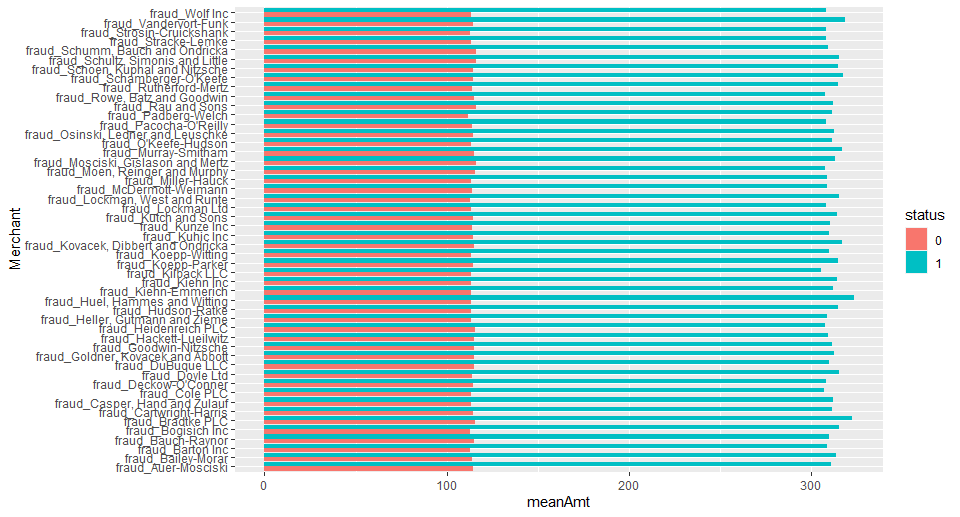 fraud_Wolf Inc
fraud_Vandervort-Funk
fraud_Strosin-Cruickshank
fraud_Stracke-Lemke
fraud_Schumm, Bauch and Ondricka
fraud_Schultz, Simonis and Little
fraud_Schoen, Kuphal and Nitzsche
fraud_Schamberger-O'Keefe
fraud_Rutherford-Mertz
fraud_Rowe, Batz and Goodwin
fraud_Rau and Sons
fraud_Padberg-Welch
fraud_Pacocha-O'Reilly
fraud_Osinski, Ledner and Leuschke
fraud_O'Keefe-Hudson
fraud_Murray-Smitham
fraud_Mosciski, Gislason and Mertz
fraud_Moen, Reinger and Murphy
fraud_Miller-Hauck
fraud_McDermott-Weimann
fraud_Lockman, West and Runte
fraud_Lockman Ltd
fraud_Kutch and Sons
fraud_Kunze Inc
fraud_Kuhic Inc
fraud_Kovacek, Dibbert and Ondricka
fraud_Koepp-Witting
fraud_Koepp-Parker
fraud_Kilback LLC
fraud_Kiehn Inc
fraud_Kiehn-Emmerich
fraud_Huel, Hammes and Witting
fraud_Hudson-Ratke
fraud_Heller, Gutmann and Zieme
fraud_Heidenreich PLC
fraud_Hackett-Lueilwitz
fraud_Goodwin-Nitzsche
fraud_Goldner, Kovacek and Abbott
fraud_DuBuque LLC
fraud_Doyle Ltd
fraud_Deckow-O'Conner
fraud_Cole PLC
fraud_Casper, Hand and Zulauf
fraud_Cartwright-Harris
fraud_Bradtke PLC
fraud_Bogisich Inc
fraud_Bauch-Raynor
fraud_Barton Inc
fraud_Bailey-Morar
fraud_Auer-Mosciski
Merchant
0
100
200
300
meanAmt
status
0
1